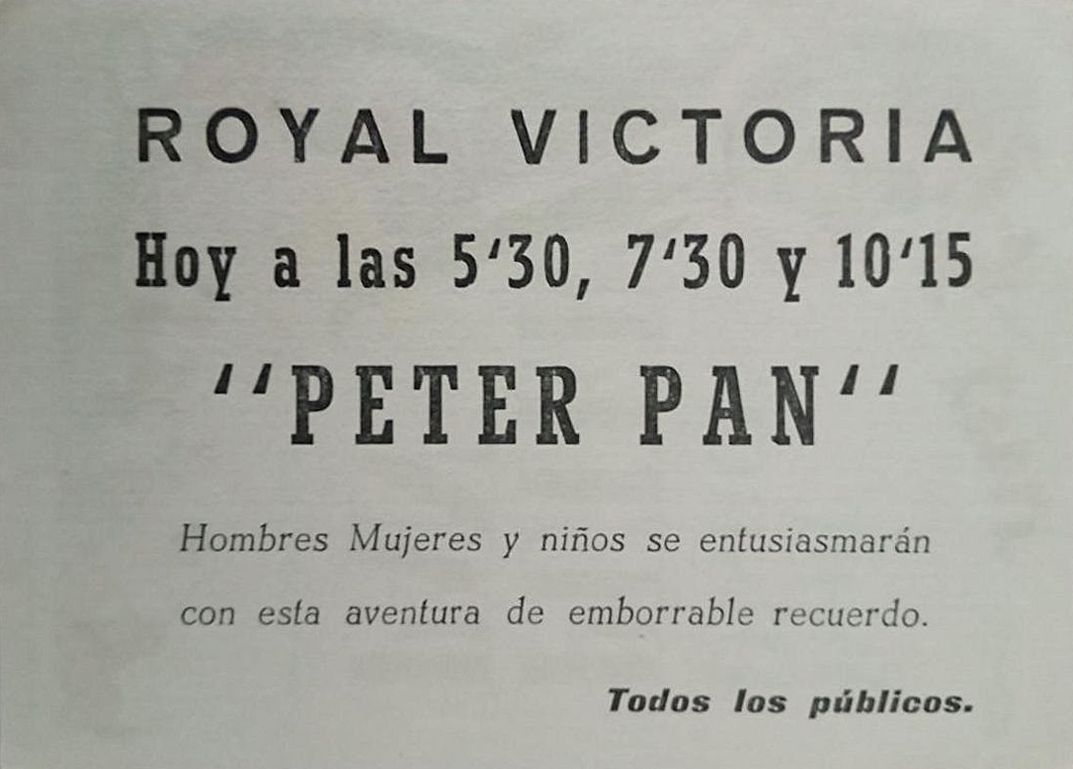 ROYAL VICTORIA
Hoy a las 5'30, 7'30 y 10'15
"PETER PAN"
Hombres Mujeres y niños se entusiasmarán
con esta aventura de emborrable recuerdo.
Todos los públicos.